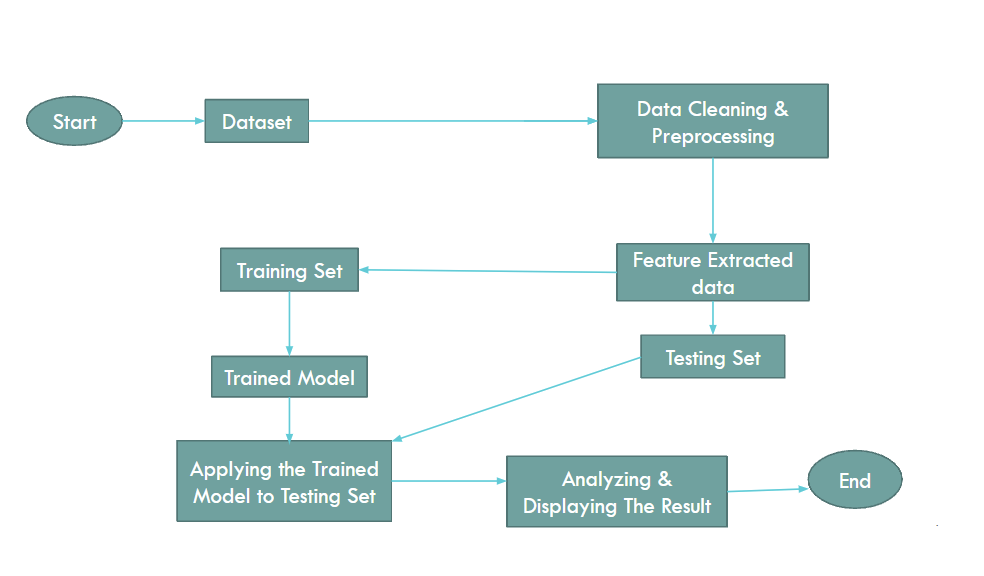 Start
Dataset
Data Cleaning &
Preprocessing
Feature Extracted
data
Training Set
Testing Set
Trained Model
Applying the Trained
Model to Testing Set
Analyzing &
Displaying The Result
End